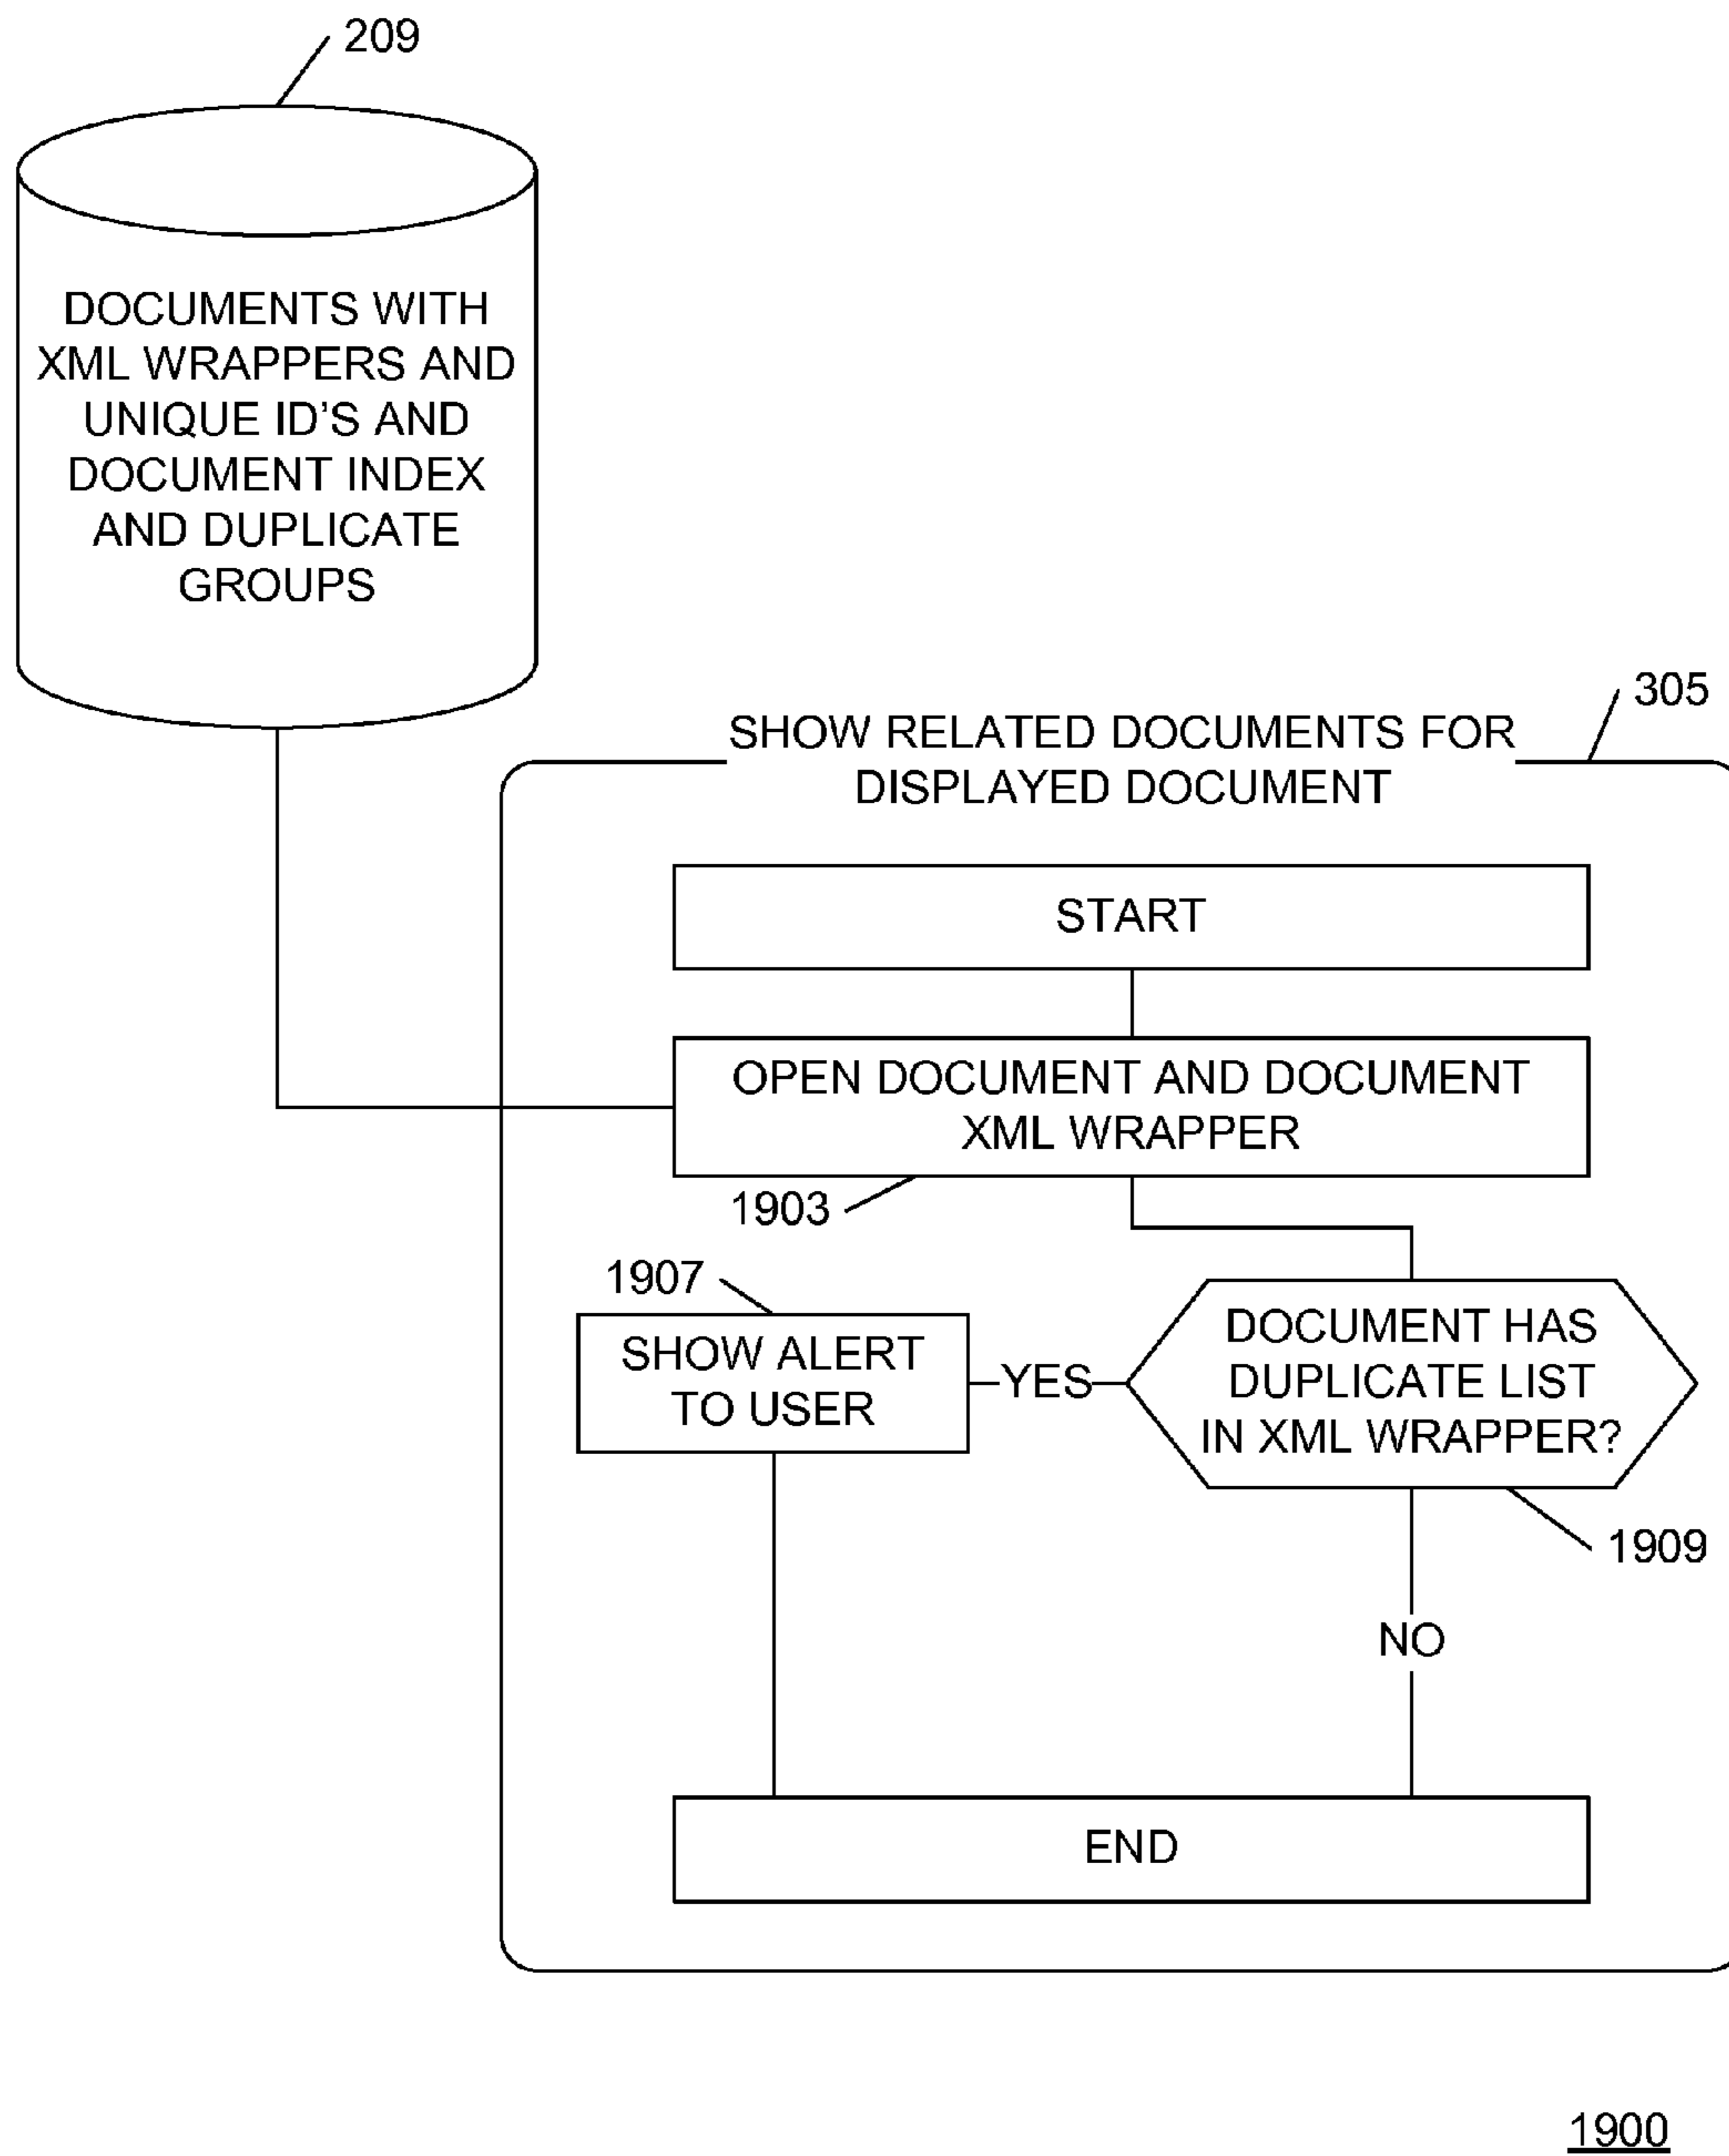 209
DOCUMENTS WITH
XML WRAPPERS AND
UNIQUE ID'S AND
DOCUMENT INDEX
AND DUPLICATE
GROUPS
305
SHOW RELATED DOCUMENTS FOR
DISPLAYED DOCUMENT
START
OPEN DOCUMENT AND DOCUMENT
XML WRAPPER
1903
1907
SHOW ALERT
TO USER
YES
DOCUMENT HAS
DUPLICATE LIST
IN XML WRAPPER?
1909
NO
END
1900